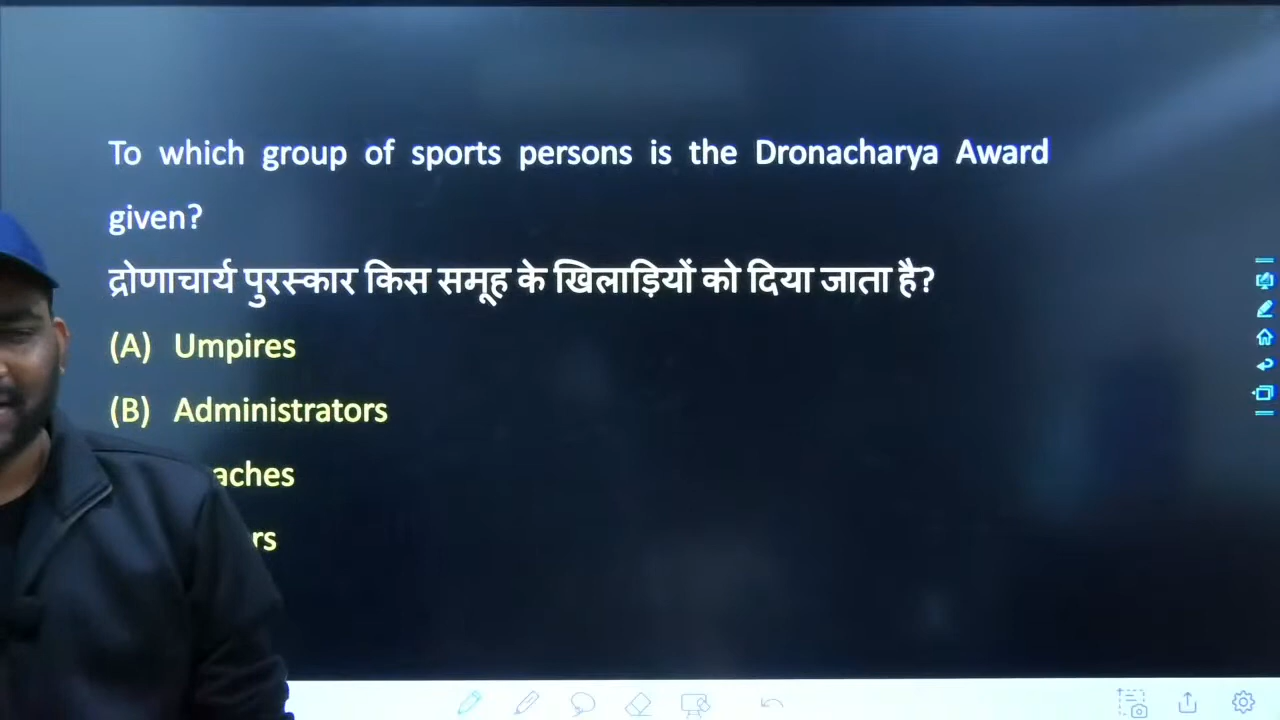 To which group of sports persons is the Dronacharya Award
given?
द्रोणाचार्य पुरस्कार किस समूह के खिलाड़ियों को दिया जाता है?
(A) Umpires
(B) Administrators
aches
rs